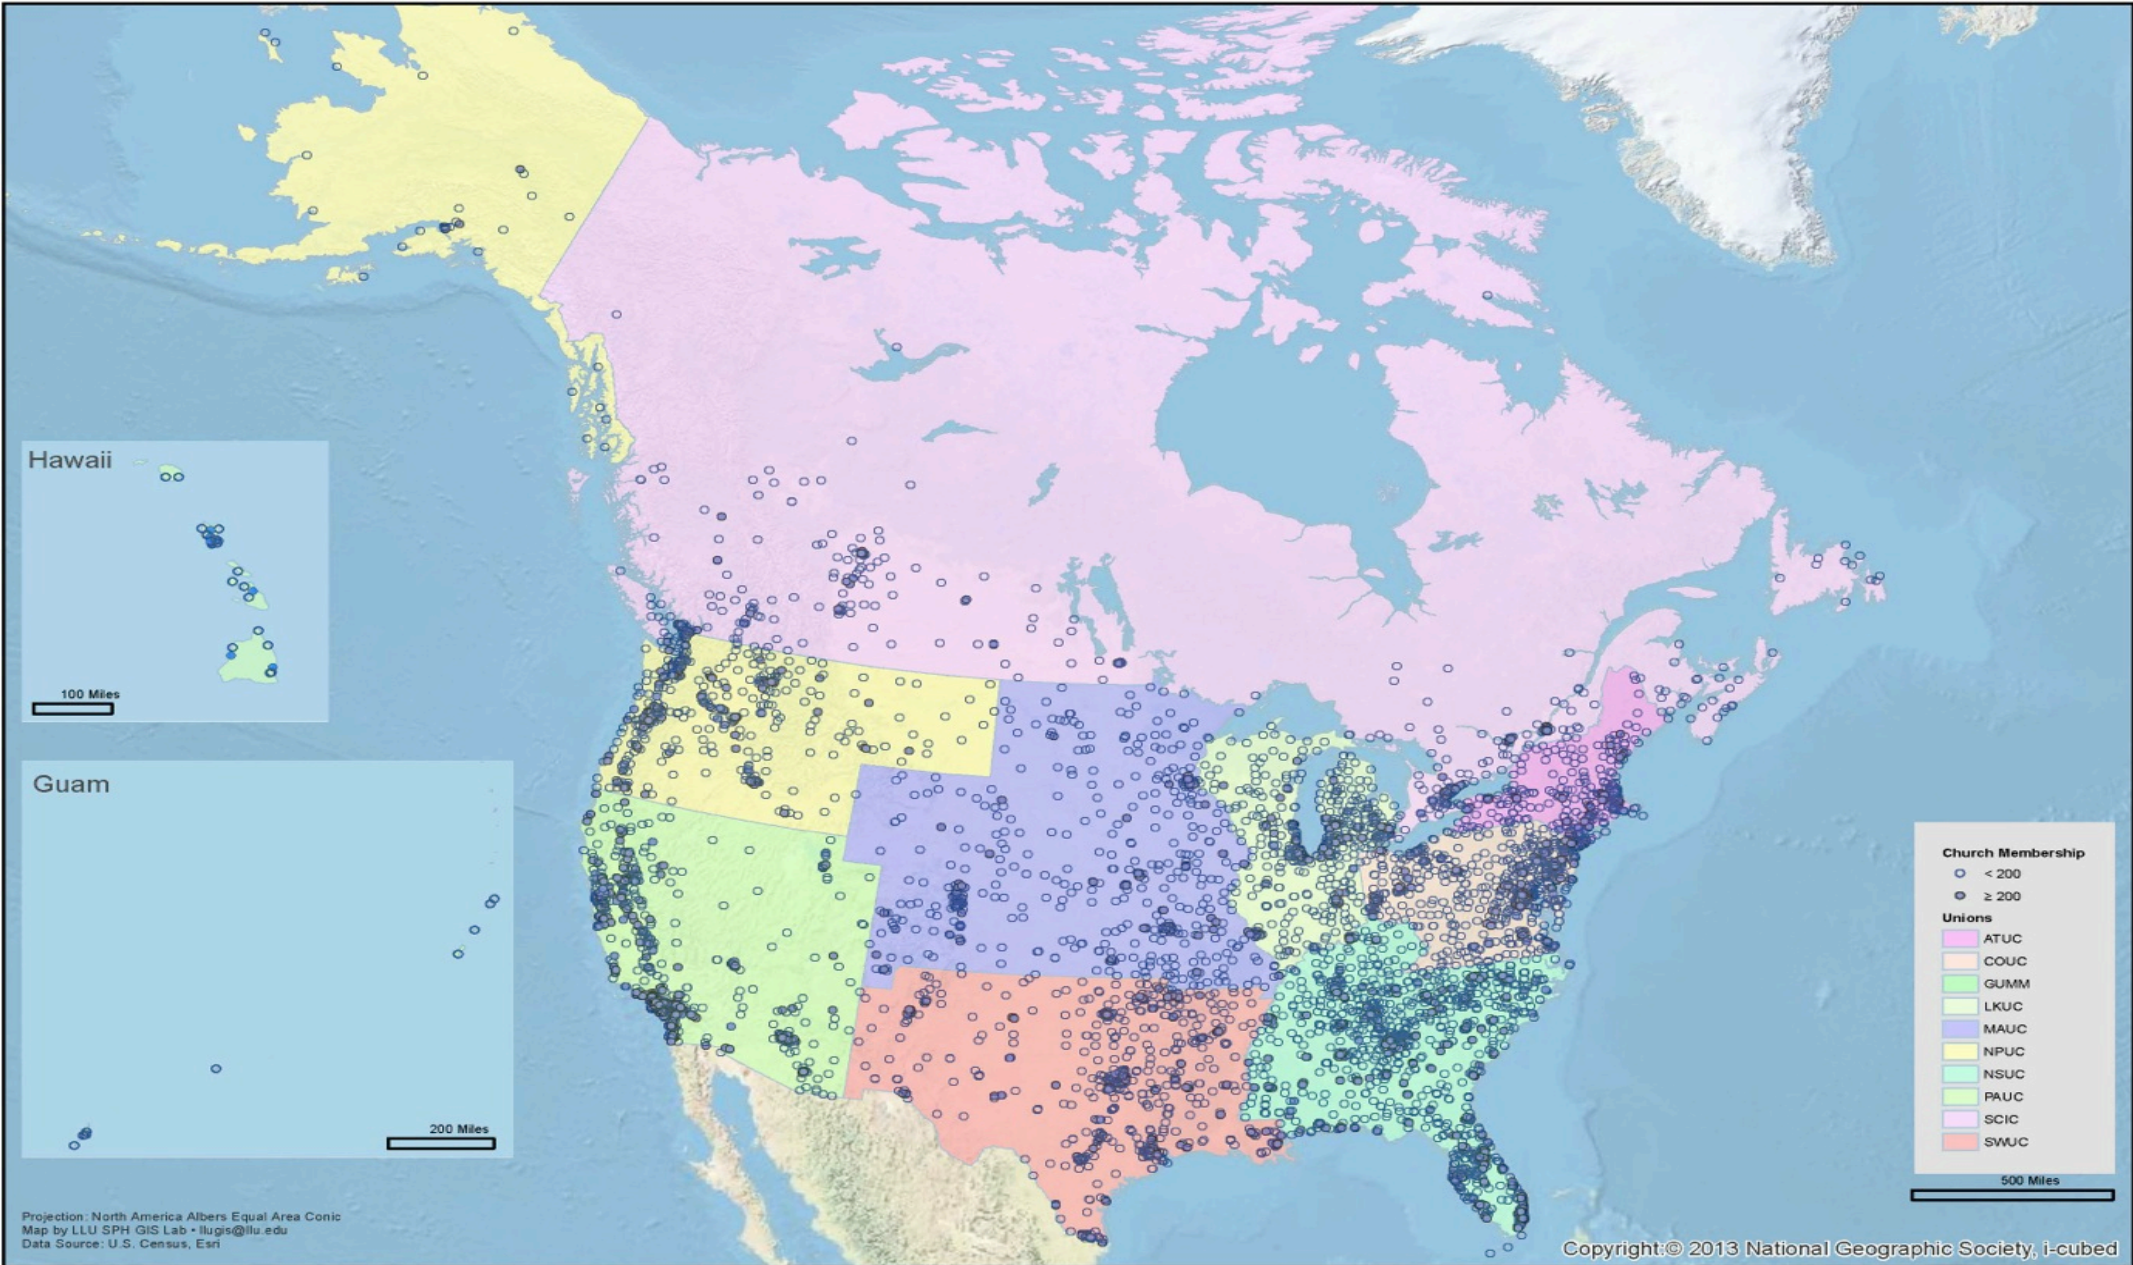 Hawaii
100 Miles
Guam
200 Miles
Church Membership
< 200
≥ 200
Unions
ATUC
COUC
GUMM
LKUC
MAUC
NPUC
NSUC
PAUC
SCIC
SWUC
500 Miles
Projection: North America Albers Equal Area Conic
Map by LLU SPH GIS Lab • llugis@llu.edu
Data Source: U.S. Census, Esri
Copyright:© 2013 National Geographic Society, i-cubed